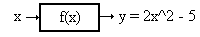 x → f(x) → y = 2x^2 - 5